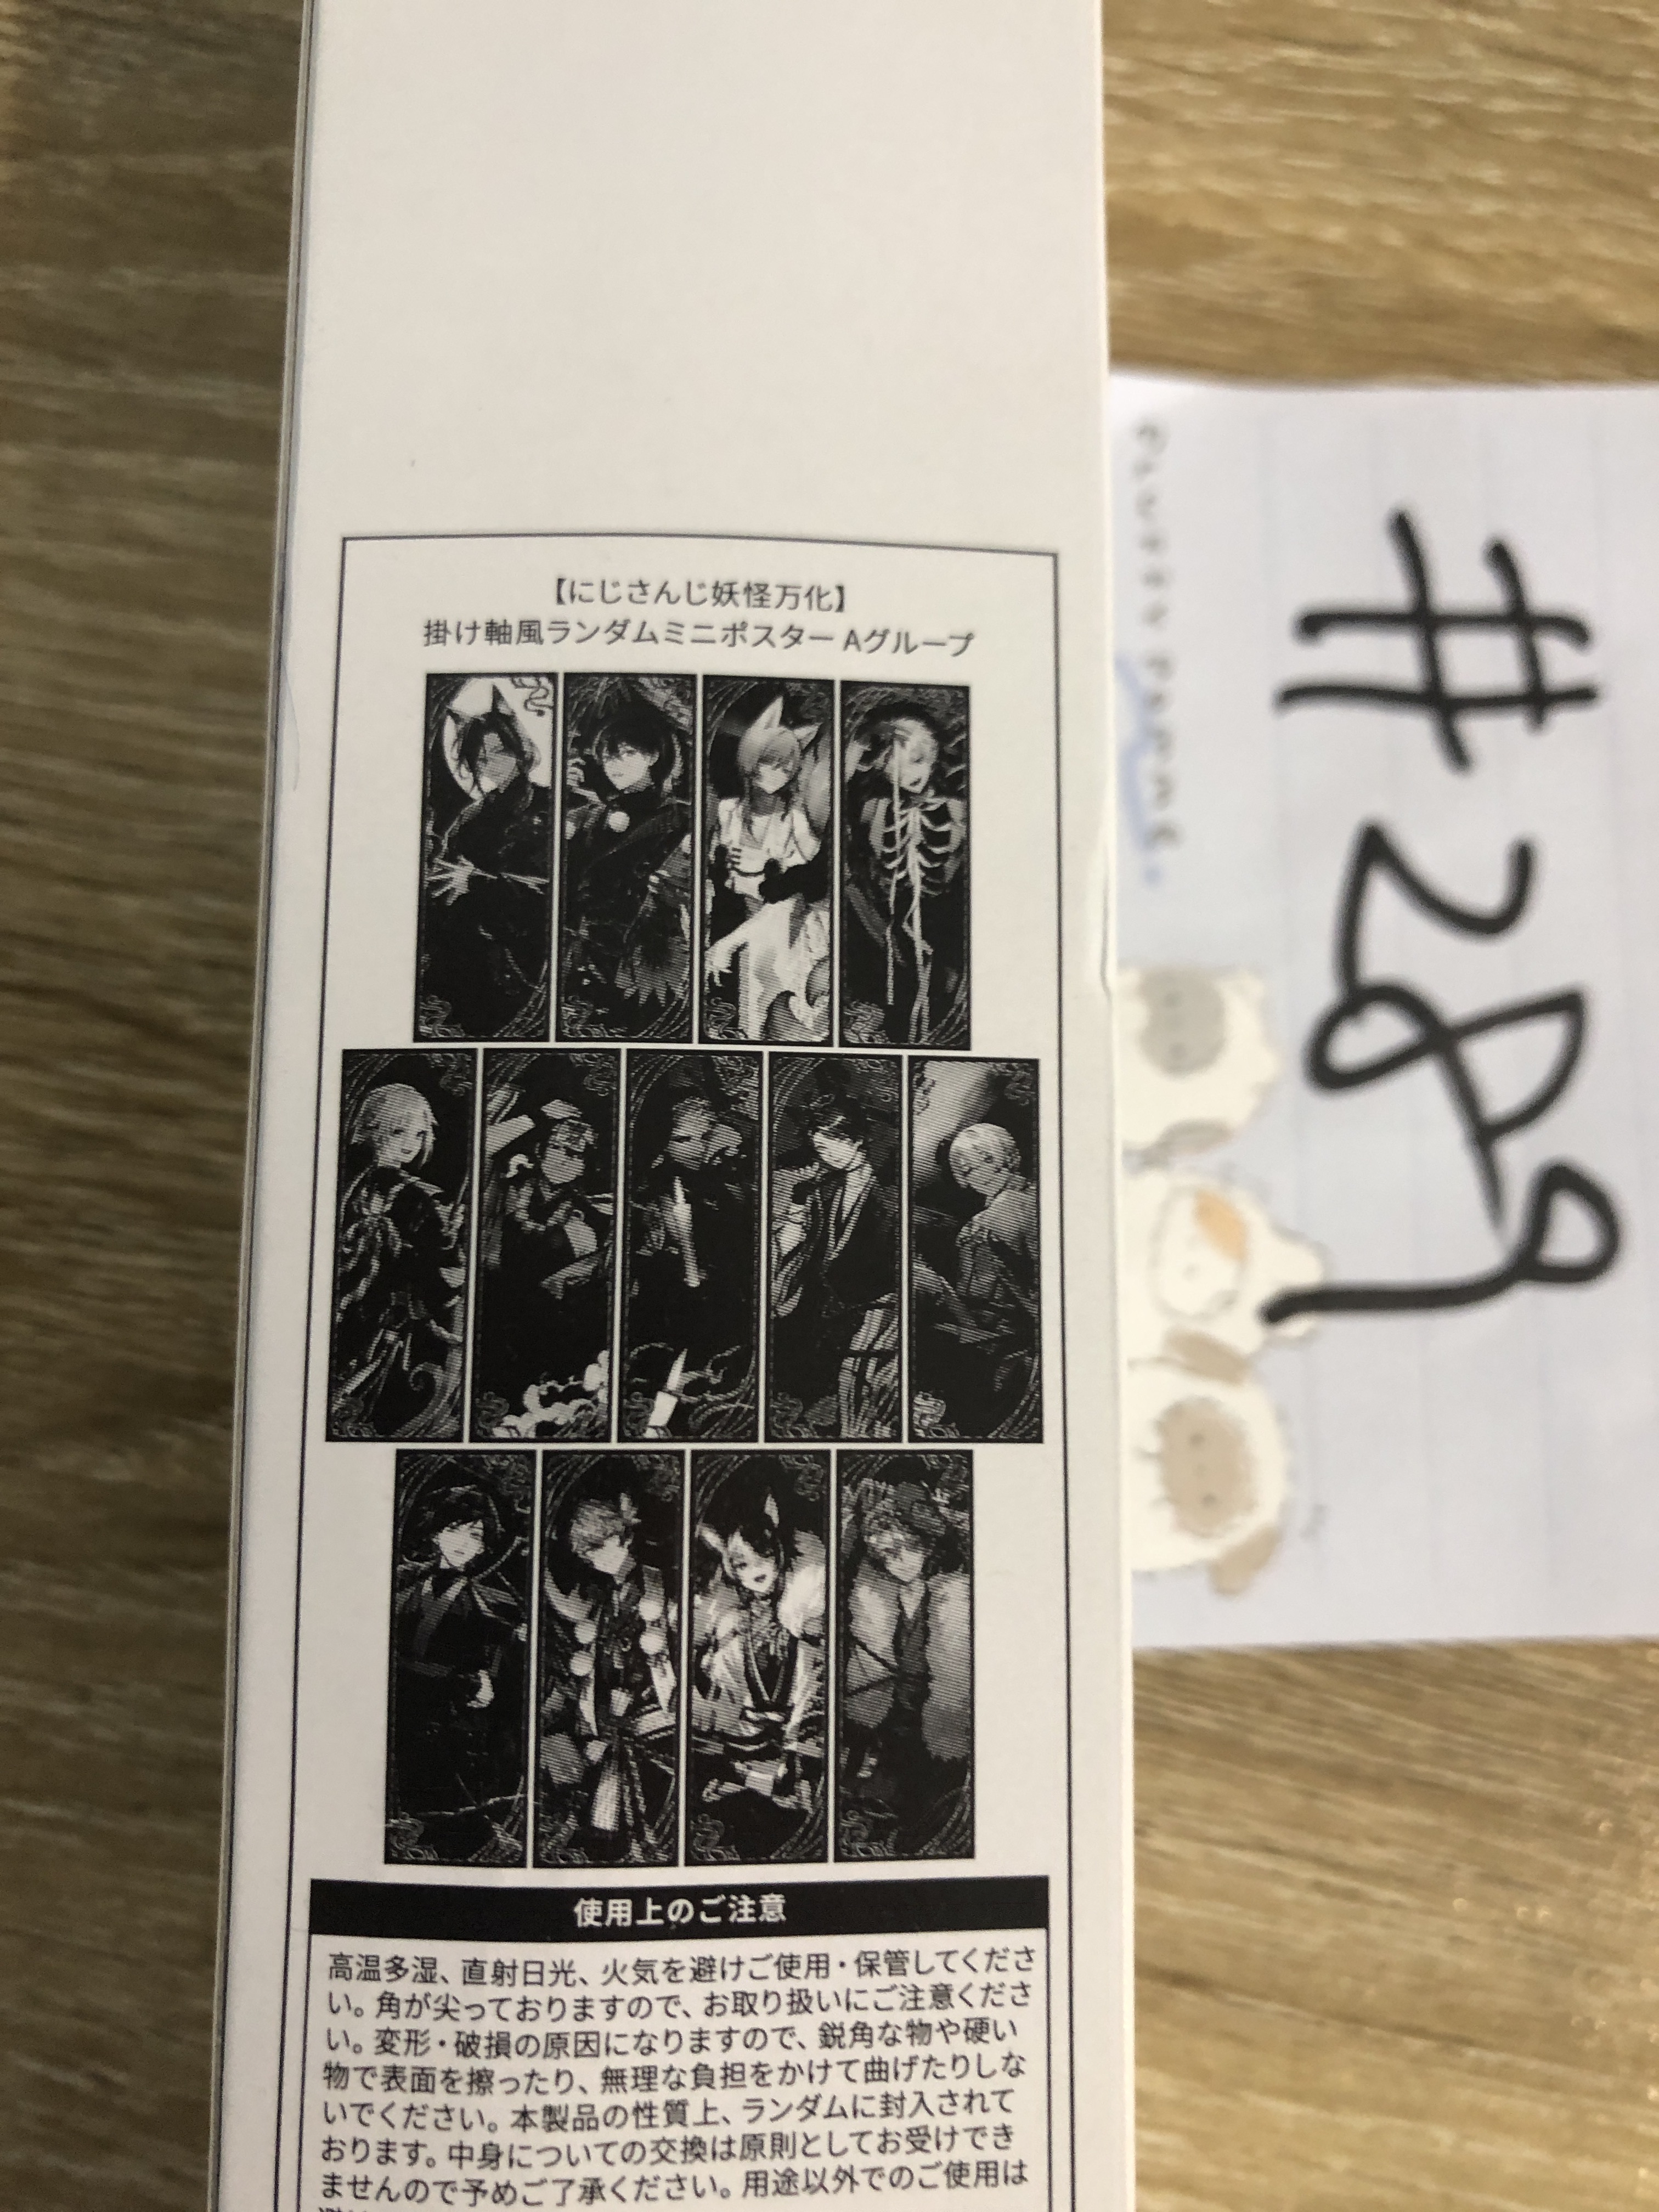 【にじさんじ妖怪万化】
掛け軸風ランダムミニポスター Aグループ
使用上のご注意
高温多湿、直射日光、火気を避けご使用・保管してくださ
い。角が尖っておりますので、お取り扱いにご注意くださ
い。変形・破損の原因になりますので、鋭角な物や硬い
物で表面を擦ったり、無理な負担をかけて曲げたりしな
いでください。本製品の性質上、ランダムに封入されて
おります。中身についての交換は原則としてお受けでき
ませんので予めご了承ください。用途以外でのご使用は
#289